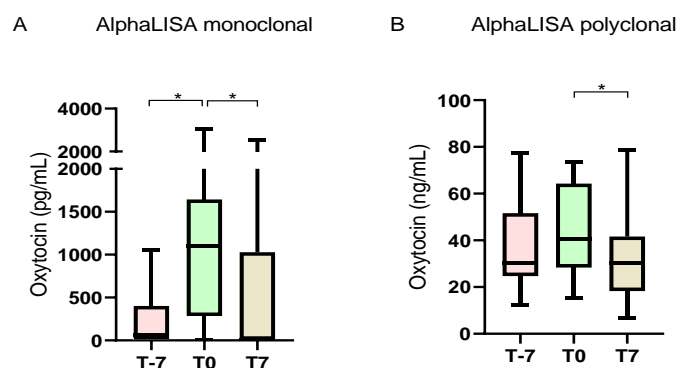 A AlphaLISA monoclonal
Oxytocin (pg/mL)
4000
2000
2000
1500
1000
500
0
* *
T-7 T0 T7
B AlphaLISA polyclonal
Oxytocin (ng/mL)
100
80
60
40
20
0
*
T-7 T0 T7